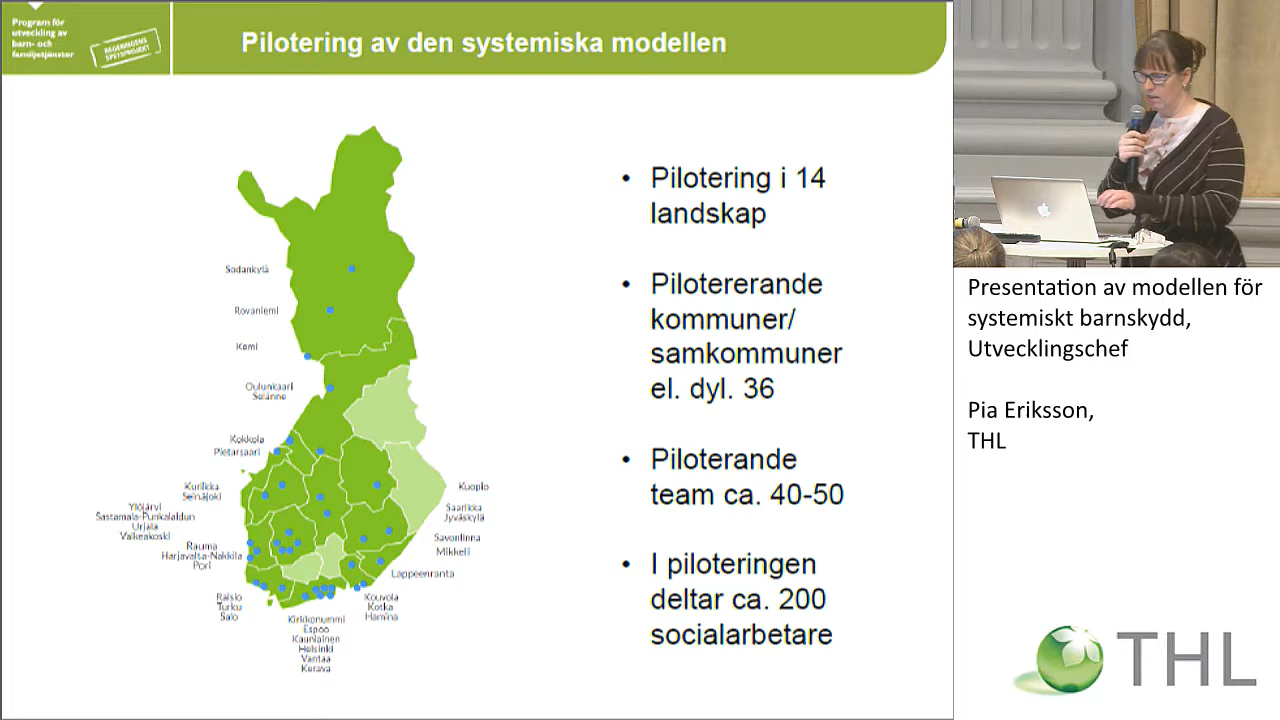 Program för
utveckling av
barn- och
familjetjänster
REGERINGENS
SPETSPROJEKT
Pilotering av den systemiska modellen
Sodankylä
Rovaniemi
Kemi
Oulunkaari
Selänne
Kokkola
Pietarsaari
Kurikka
Seinäjoki
Ylöjärvi
Sastamala-Punkalaidun
Urjala
Valkeakoski
Rauma
Harjavalta-Nakkila
Pori
Raisio
Turku
Salo
Kirkkonummi
Espoo
Kauniainen
Helsinki
Vantaa
Kerava
Kouvola
Kotka
Hamina
Lappeenranta
Savonlinna
Mikkeli
Saarikka
Jyväskylä
Kuopio
• Pilotering i 14
landskap
• Pilotererande
kommuner/
samkommuner
el. dyl. 36
• Piloterande
team ca. 40-50
• I piloteringen
deltar ca. 200
socialarbetare
Presentation av modellen för
systemiskt barnskydd,
Utvecklingschef
Pia Eriksson,
THL
THL